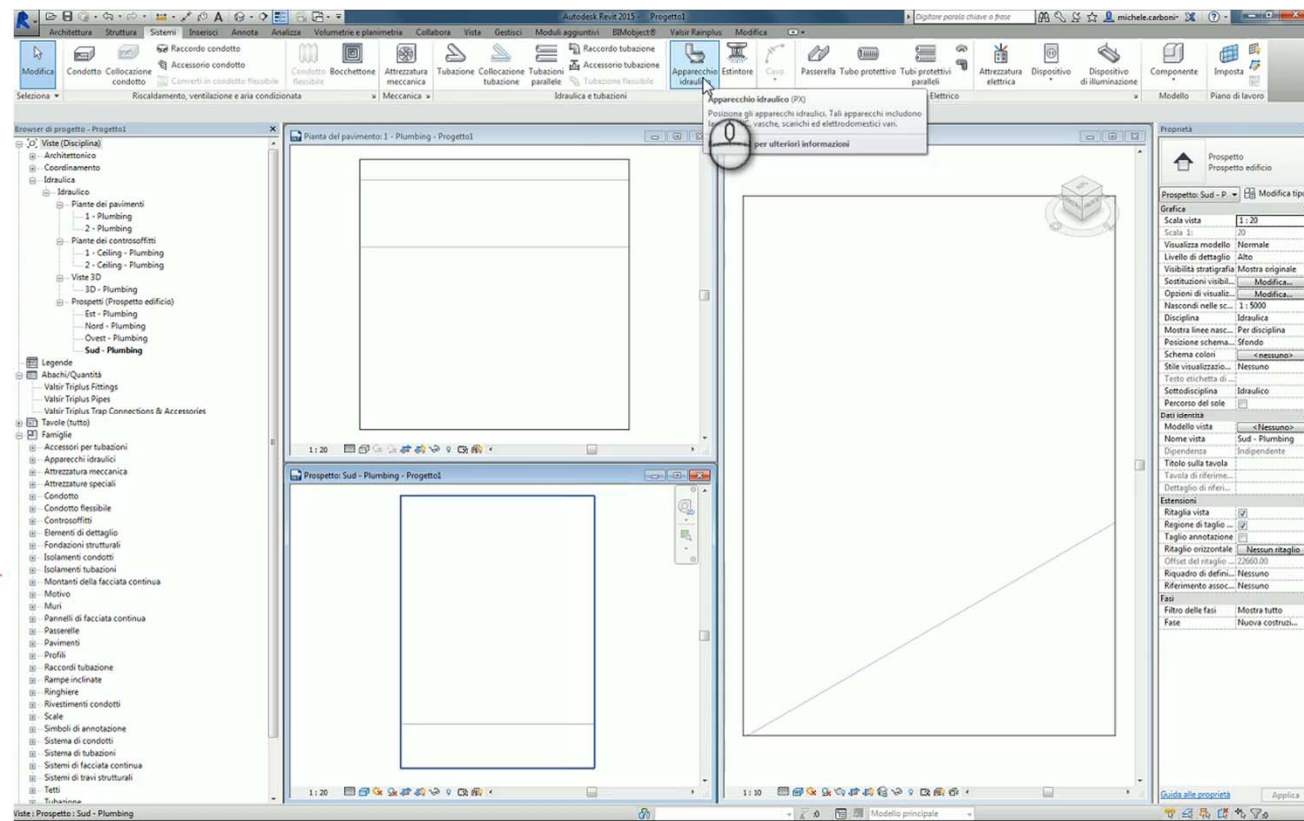 Autodesk Revit 2015 - Progetto1
Digitare parola chiave o frase
michele.carboni
Architettura Struttura Sistemi Inserisci Annota Analizza Volumetrie e planimetria Collabora Vista Gestisci Moduli aggiuntivi BIMobject® Valsir Rainplus Modifica
Modifica
Condotto
Collocazione condotto
Raccordo condotto
Accessorio condotto
Converti in condotto flessibile
Condotto flessibile
Bocchettone
Attrezzatura meccanica
Tubazione
Collocazione tubazione
Tubazioni parallele
Raccordo tubazione
Accessorio tubazione
Tubazione flessibile
Apparecchio idraulico
Estintore
Cavo
Passerella
Tubo protettivo
Tubi protettivi paralleli
Attrezzatura elettrica
Dispositivo
Dispositivo di illuminazione
Componente
Imposta
Seleziona
Riscaldamento, ventilazione e aria condizionata
Meccanica
Idraulica e tubazioni
Elettrico
Modello
Piano di lavoro
Apparecchio idraulico (PX)
Posiziona gli apparecchi idraulici. Tali apparecchi includono
vasche, scarichi ed elettrodomestici vari.
per ulteriori informazioni
Browser di progetto - Progetto1
Viste (Disciplina)
Architettonico
Coordinamento
Idraulica
Idraulico
Piante dei pavimenti
1 - Plumbing
2 - Plumbing
Piante dei controsoffitti
1 - Ceiling - Plumbing
2 - Ceiling - Plumbing
Viste 3D
3D - Plumbing
Prospetti (Prospetto edificio)
Est - Plumbing
Nord - Plumbing
Ovest - Plumbing
Sud - Plumbing
Legende
Abachi/Quantità
Valsir Triplus Fittings
Valsir Triplus Pipes
Valsir Triplus Trap Connections & Accessories
Tavole (tutto)
Famiglie
Accessori per tubazioni
Apparecchi idraulici
Attrezzatura meccanica
Attrezzature speciali
Condotto
Condotto flessibile
Controsoffitti
Elementi di dettaglio
Fondazioni strutturali
Isolamenti condotti
Isolamenti tubazioni
Montanti della facciata continua
Motivo
Muri
Pannelli di facciata continua
Passerelle
Pavimenti
Profili
Raccordi tubazione
Rampe inclinate
Ringhiere
Rivestimenti condotti
Scale
Simboli di annotazione
Sistema di condotti
Sistema di tubazioni
Sistemi di facciata continua
Sistemi di travi strutturali
Tetti
Tubazione
Pianta del pavimento: 1 - Plumbing - Progetto1
1 : 20
Prospetto: Sud - Plumbing - Progetto1
1 : 20
1 : 10
Proprietà
Prospetto
Prospetto edificio
Prospetto: Sud - P
Modifica tipo
Grafica
Scala vista 1 : 20
Scala 1: 20
Visualizza modello Normale
Livello di dettaglio Alto
Visibilità stratigrafia Mostra originale
Sostituzioni visibil... Modifica...
Opzioni di visualiz... Modifica...
Nascondi nelle sc... 1 : 5000
Disciplina Idraulica
Mostra linee nasc... Per disciplina
Posizione schema... Sfondo
Schema colori <nessuno>
Stile visualizzazio... Nessuno
Testo etichetta di ...
Sottodisciplina Idraulico
Percorso del sole
Dati identità
Modello vista <Nessuno>
Nome vista Sud - Plumbing
Dipendenza Indipendente
Titolo sulla tavola
Tavola di riferime...
Dettaglio di riferi...
Estensioni
Ritaglia vista
Regione di taglio ...
Taglio annotazione
Ritaglio orizzontale Nessun ritaglio
Offset del ritaglio ... 22660.00
Riquadro di defini... Nessuno
Riferimento assoc... Nessuno
Fasi
Filtro delle fasi Mostra tutto
Fase Nuova costruzi...
Guida alle proprietà Applica
Viste : Prospetto : Sud - Plumbing
:0
Modello principale
:0